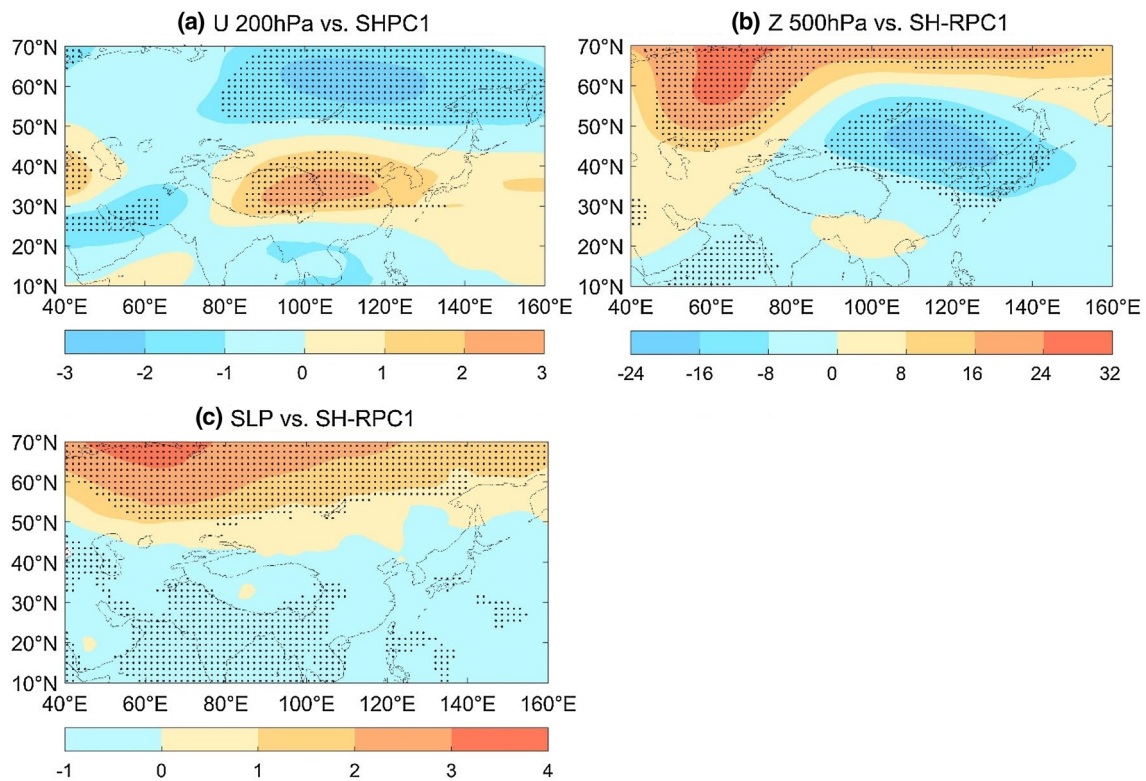 (a) U 200hPa vs. SHPC1
70°N
60°N
50°N
40°N
30°N
20°N
10°N
40°E 60°E 80°E 100°E 120°E 140°E 160°E
-3 -2 -1 0 1 2 3
(b) Z 500hPa vs. SH-RPC1
70°N
60°N
50°N
40°N
30°N
20°N
10°N
40°E 60°E 80°E 100°E 120°E 140°E 160°E
-24 -16 -8 0 8 16 24 32
(c) SLP vs. SH-RPC1
70°N
60°N
50°N
40°N
30°N
20°N
10°N
40°E 60°E 80°E 100°E 120°E 140°E 160°E
-1 0 1 2 3 4